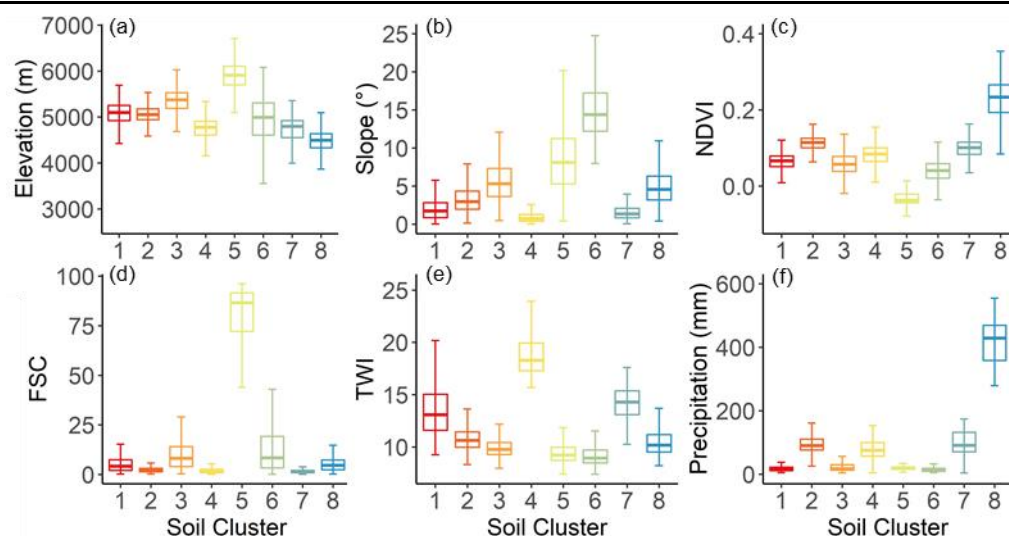 (a)
Elevation (m)
7000
6000
5000
4000
3000
1 2 3 4 5 6 7 8
(b)
Slope (°)
25
20
15
10
5
0
1 2 3 4 5 6 7 8
(c)
NDVI
0.4
0.2
0.0
1 2 3 4 5 6 7 8
(d)
FSC
100
75
50
25
0
1 2 3 4 5 6 7 8
Soil Cluster
(e)
TWI
25
20
15
10
1 2 3 4 5 6 7 8
Soil Cluster
(f)
Precipitation (mm)
600
400
200
0
1 2 3 4 5 6 7 8
Soil Cluster